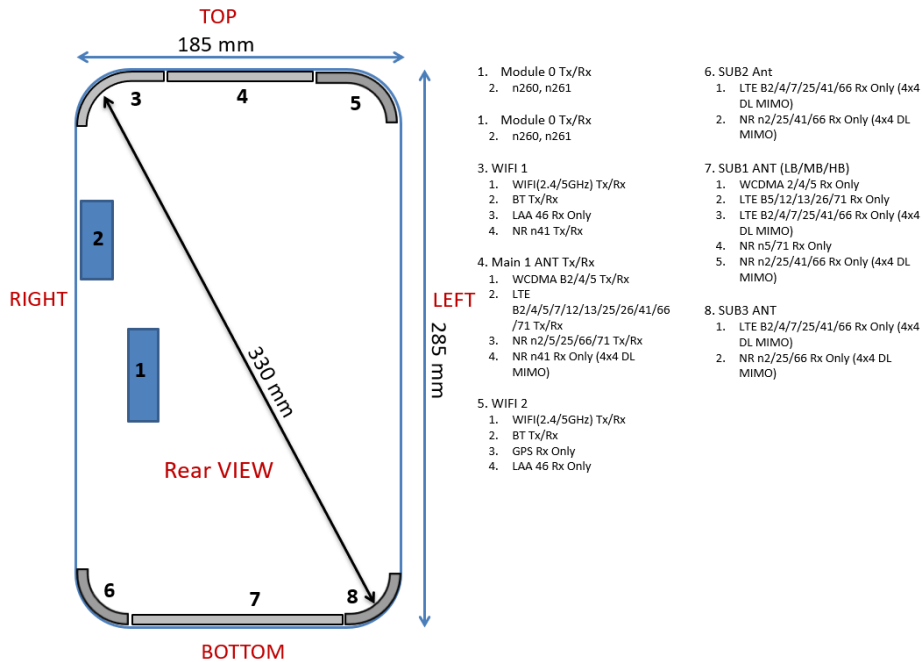 TOP
185 mm
3
4
5
2
RIGHT
1
330 mm
LEFT
285 mm
Rear VIEW
6
7
8
BOTTOM
1. Module 0 Tx/Rx
2. n260, n261
1. Module 0 Tx/Rx
2. n260, n261
3. WIFI 1
1. WIFI(2.4/5GHz) Tx/Rx
2. BT Tx/Rx
3. LAA 46 Rx Only
4. NR n41 Tx/Rx
4. Main 1 ANT Tx/Rx
1. WCDMA B2/4/5 Tx/Rx
2. LTE
B2/4/5/7/12/13/25/26/41/66
/71 Tx/Rx
3. NR n2/5/25/66/71 Tx/Rx
4. NR n41 Rx Only (4x4 DL
MIMO)
5. WIFI 2
1. WIFI(2.4/5GHz) Tx/Rx
2. BT Tx/Rx
3. GPS Rx Only
4. LAA 46 Rx Only
6. SUB2 Ant
1. LTE B2/4/7/25/41/66 Rx Only (4x4
DL MIMO)
2. NR n2/25/41/66 Rx Only (4x4 DL
MIMO)
7. SUB1 ANT (LB/MB/HB)
1. WCDMA 2/4/5 Rx Only
2. LTE B5/12/13/26/71 Rx Only
3. LTE B2/4/7/25/41/66 Rx Only (4x4
DL MIMO)
4. NR n5/71 Rx Only
5. NR n2/25/41/66 Rx Only (4x4 DL
MIMO)
8. SUB3 ANT
1. LTE B2/4/7/25/41/66 Rx Only (4x4
DL MIMO)
2. NR n2/25/66 Rx Only (4x4 DL
MIMO)